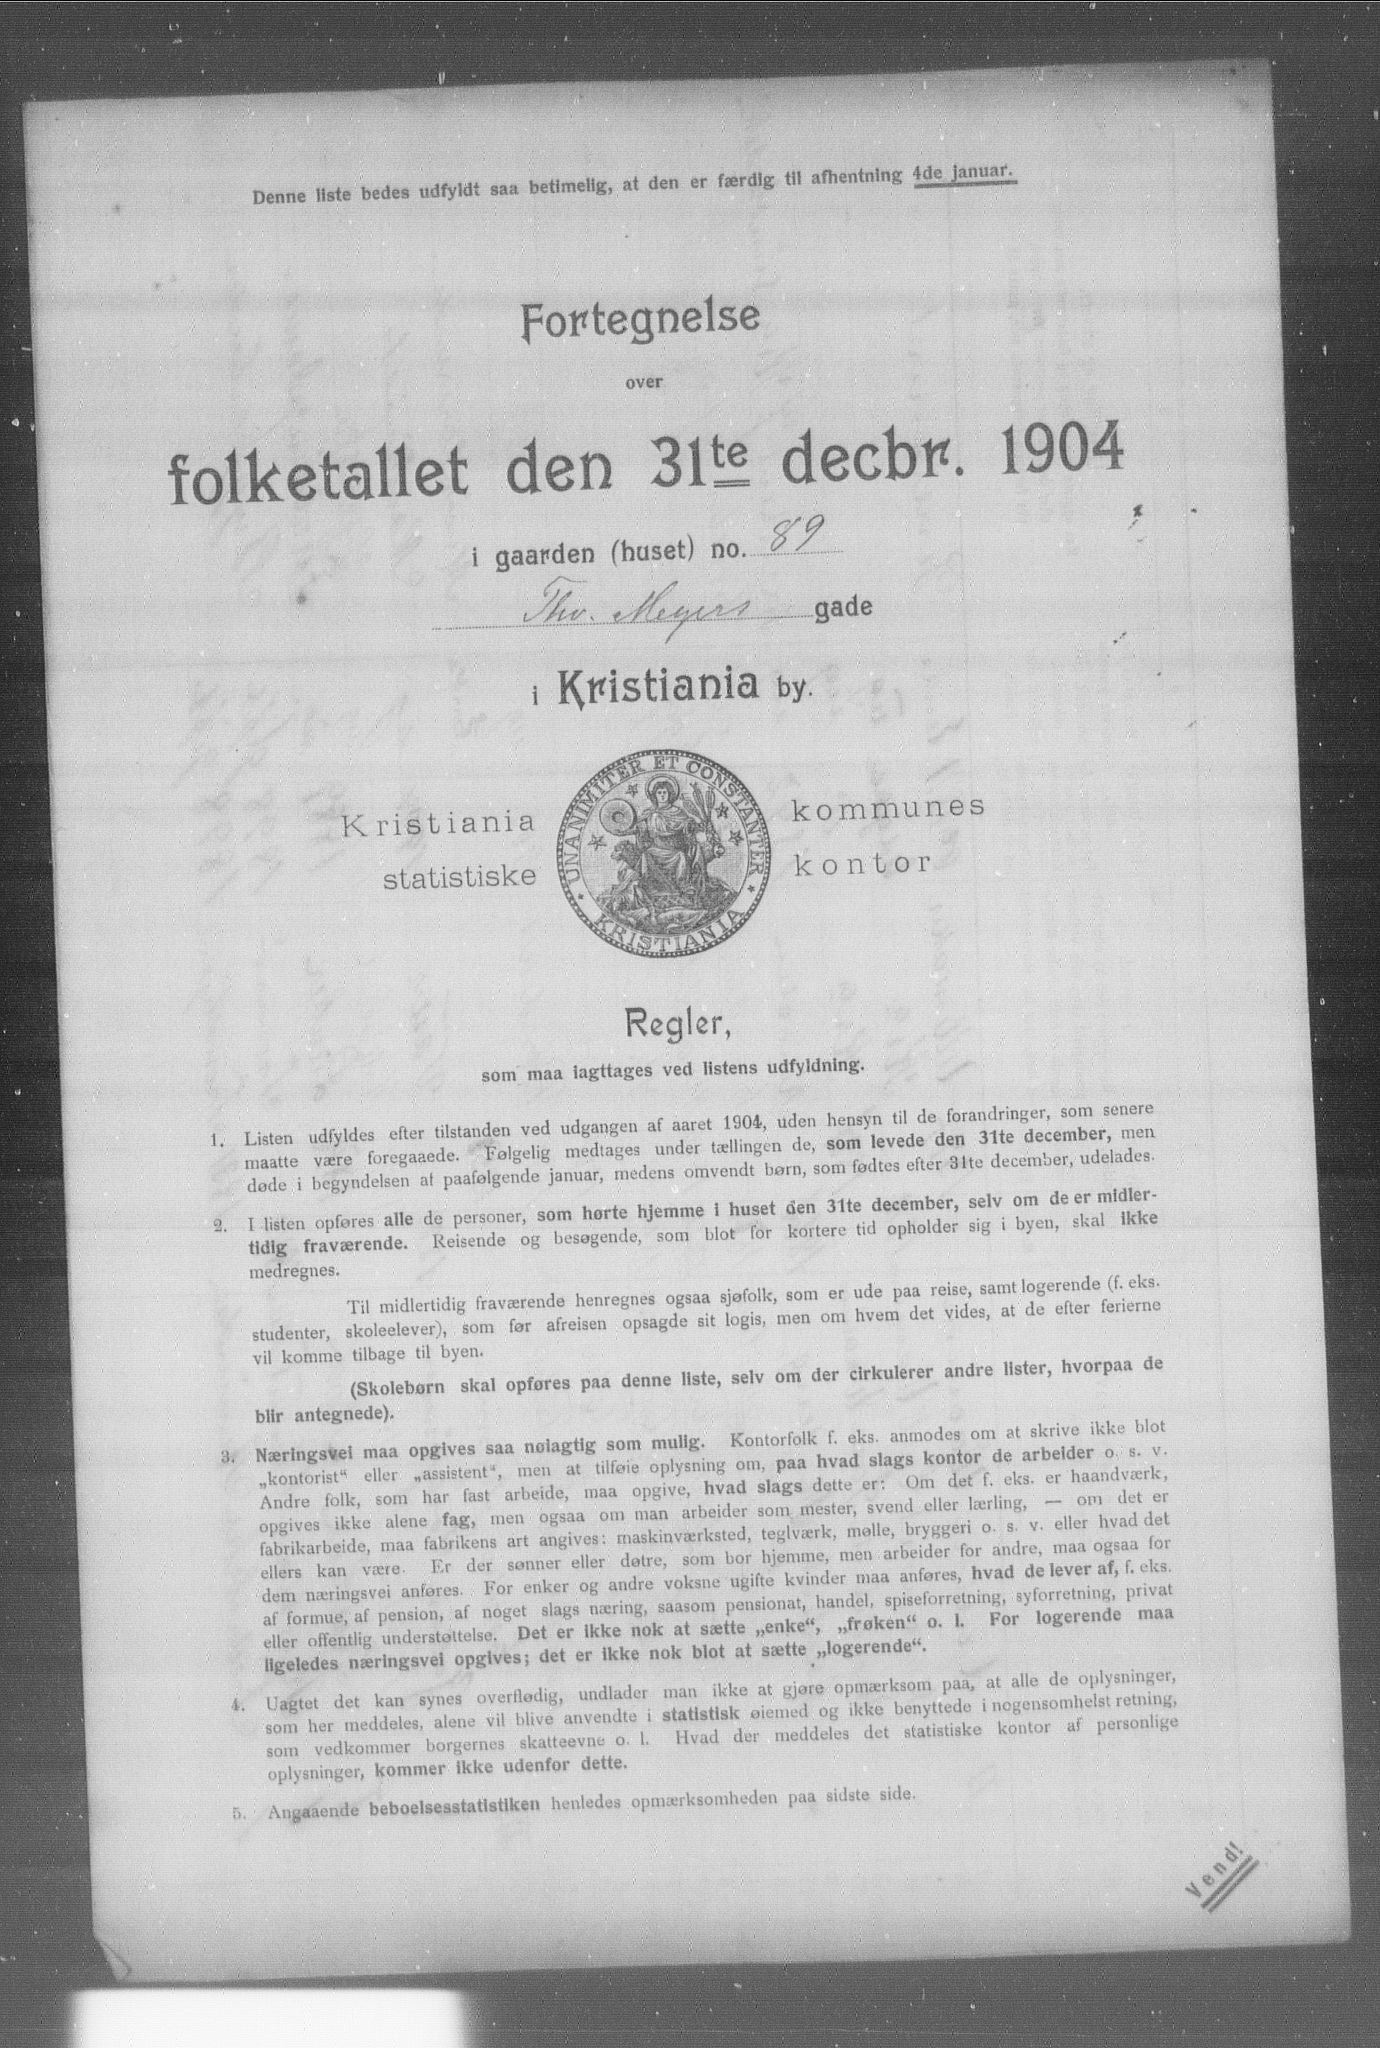 Denne liste bedes udfyldt saa betimelig, at den er færdig til afhentning 4de januar.
Fortegnelse
over
folketallet den 31te decbr. 1904
i gaarden (huset) no. 89
Thv. Meyers gade
i Kristiania by.
Kristiania kommunes
statistiske kontor
UNANIMITER ET CONSTANTER
KRISTIANIA
Regler,
som maa iagttages ved listens udfyldning.
1. Listen udfyldes efter tilstanden ved udgangen af aaret 1904, uden hensyn til de forandringer, som senere
maatte være foregaaede. Følgelig medtages under tællingen de, som levede den 31te december, men
døde i begyndelsen af paafølgende januar, medens omvendt børn, som fødtes efter 31te december, udelades.
2. I listen opføres alle de personer, som hørte hjemme i huset den 31te december, selv om de er midler-
tidig fraværende. Reisende og besøgende, som blot for kortere tid opholder sig i byen, skal ikke
medregnes.
Til midlertidig fraværende henregnes ogsaa sjøfolk, som er ude paa reise, samt logerende (f. eks.
studenter, skoleelever), som før afreisen opsagde sit logis, men om hvem det vides, at de efter ferierne
vil komme tilbage til byen.
(Skolebørn skal opføres paa denne liste, selv om der cirkulerer andre lister, hvorpaa de
blir antegnede).
3. Næringsvei maa opgives saa nøiagtig som mulig. Kontorfolk f. eks. anmodes om at skrive ikke blot
„kontorist“ eller „assistent“, men at tilføie oplysning om, paa hvad slags kontor de arbeider o. s. v.
Andre folk, som har fast arbeide, maa opgive, hvad slags dette er: Om det f. eks. er haandværk,
opgives ikke alene fag, men ogsaa om man arbeider som mester, svend eller lærling, — om det er
fabrikarbeide, maa fabrikens art angives: maskinværksted, teglværk, mølle, bryggeri o. s. v. eller hvad det
ellers kan være. Er der sønner eller døtre, som bor hjemme, men arbeider for andre, maa ogsaa for
dem næringsvei anføres. For enker og andre voksne ugifte kvinder maa anføres, hvad de lever af, f. eks.
af formue, af pension, af noget slags næring, saasom pensionat, handel, spiseforretning, syforretning, privat
eller offentlig understøttelse. Det er ikke nok at sætte „enke“, „frøken“ o. l. For logerende maa
ligeledes næringsvei opgives; det er ikke nok blot at sætte „logerende“.
4. Uagtet det kan synes overflødig, undlader man ikke at gjøre opmærksom paa, at alle de oplysninger,
som her meddeles, alene vil blive anvendte i statistisk øiemed og ikke benyttede i nogensomhelst retning,
som vedkommer borgernes skatteevne o. l. Hvad der meddeles det statistiske kontor af personlige
oplysninger, kommer ikke udenfor dette.
5. Angaaende beboelsesstatistiken henledes opmærksomheden paa sidste side.
Vend!